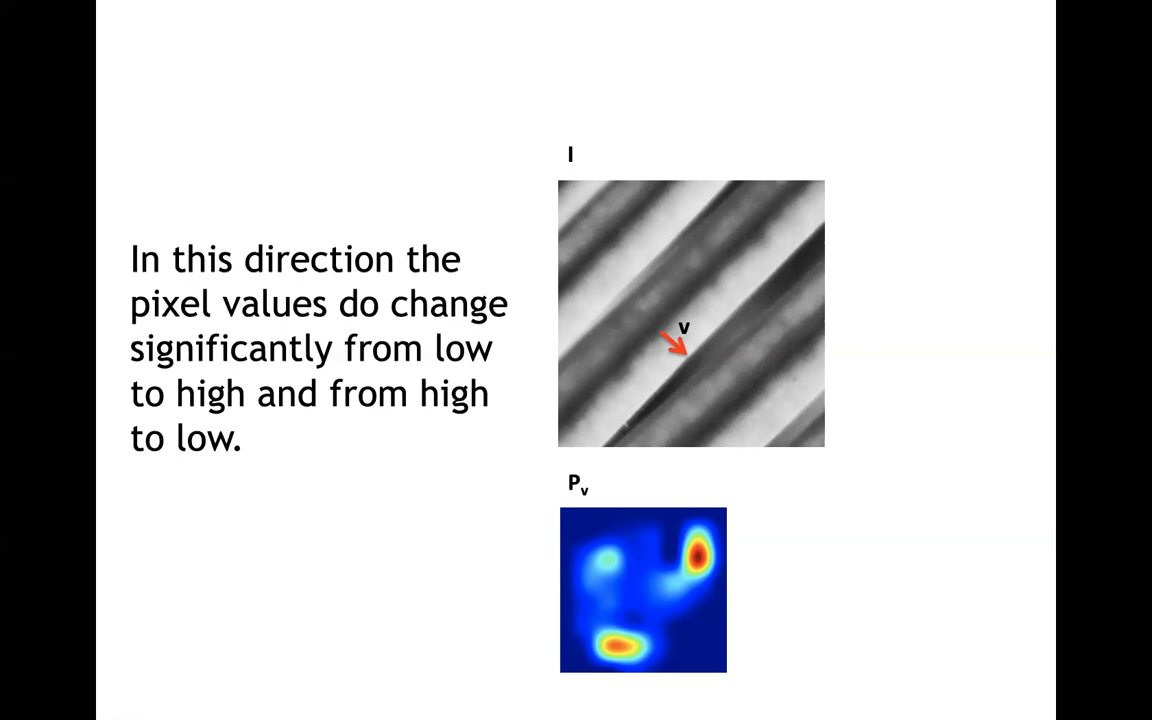 I
In this direction the
pixel values do change
significantly from low
to high and from high
to low.
v
Pv